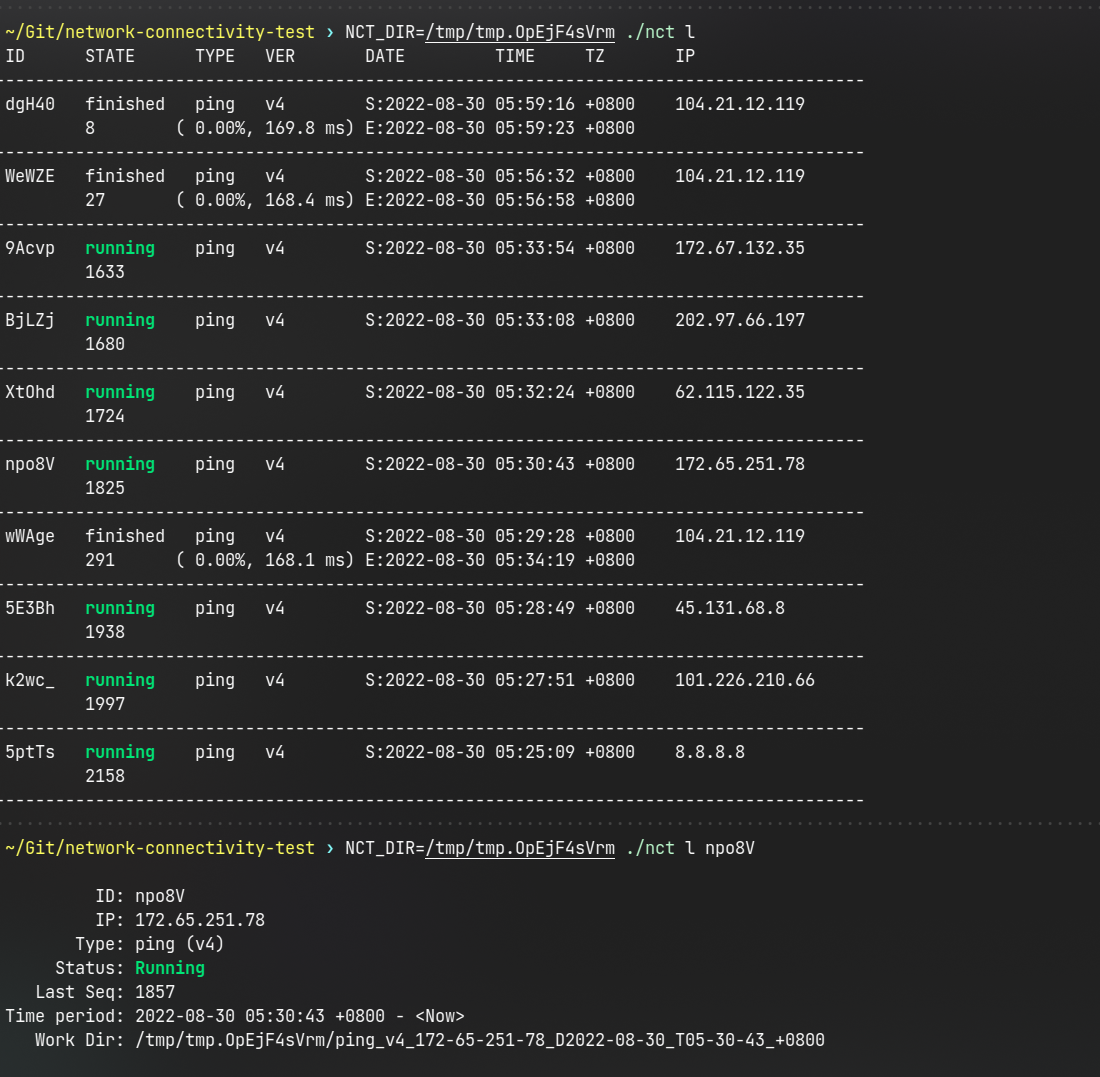 ~/Git/network-connectivity-test › NCT_DIR=/tmp/tmp.OpEjF4sVrm ./nct l
ID      STATE      TYPE   VER       DATE         TIME     TZ       IP
--------------------------------------------------------------------------------------
dgH40   finished   ping   v4        S:2022-08-30 05:59:16 +0800    104.21.12.119
        8        ( 0.00%, 169.8 ms) E:2022-08-30 05:59:23 +0800
--------------------------------------------------------------------------------------
WeWZE   finished   ping   v4        S:2022-08-30 05:56:32 +0800    104.21.12.119
        27       ( 0.00%, 168.4 ms) E:2022-08-30 05:56:58 +0800
--------------------------------------------------------------------------------------
9Acvp   running    ping   v4        S:2022-08-30 05:33:54 +0800    172.67.132.35
        1633
--------------------------------------------------------------------------------------
BjLZj   running    ping   v4        S:2022-08-30 05:33:08 +0800    202.97.66.197
        1680
--------------------------------------------------------------------------------------
XtOhd   running    ping   v4        S:2022-08-30 05:32:24 +0800    62.115.122.35
        1724
--------------------------------------------------------------------------------------
npo8V   running    ping   v4        S:2022-08-30 05:30:43 +0800    172.65.251.78
        1825
--------------------------------------------------------------------------------------
wWAge   finished   ping   v4        S:2022-08-30 05:29:28 +0800    104.21.12.119
        291      ( 0.00%, 168.1 ms) E:2022-08-30 05:34:19 +0800
--------------------------------------------------------------------------------------
5E3Bh   running    ping   v4        S:2022-08-30 05:28:49 +0800    45.131.68.8
        1938
--------------------------------------------------------------------------------------
k2wc_   running    ping   v4        S:2022-08-30 05:27:51 +0800    101.226.210.66
        1997
--------------------------------------------------------------------------------------
5ptTs   running    ping   v4        S:2022-08-30 05:25:09 +0800    8.8.8.8
        2158
--------------------------------------------------------------------------------------
~/Git/network-connectivity-test › NCT_DIR=/tmp/tmp.OpEjF4sVrm ./nct l npo8V
         ID: npo8V
         IP: 172.65.251.78
       Type: ping (v4)
     Status: Running
   Last Seq: 1857
Time period: 2022-08-30 05:30:43 +0800 - <Now>
   Work Dir: /tmp/tmp.OpEjF4sVrm/ping_v4_172-65-251-78_D2022-08-30_T05-30-43_+0800